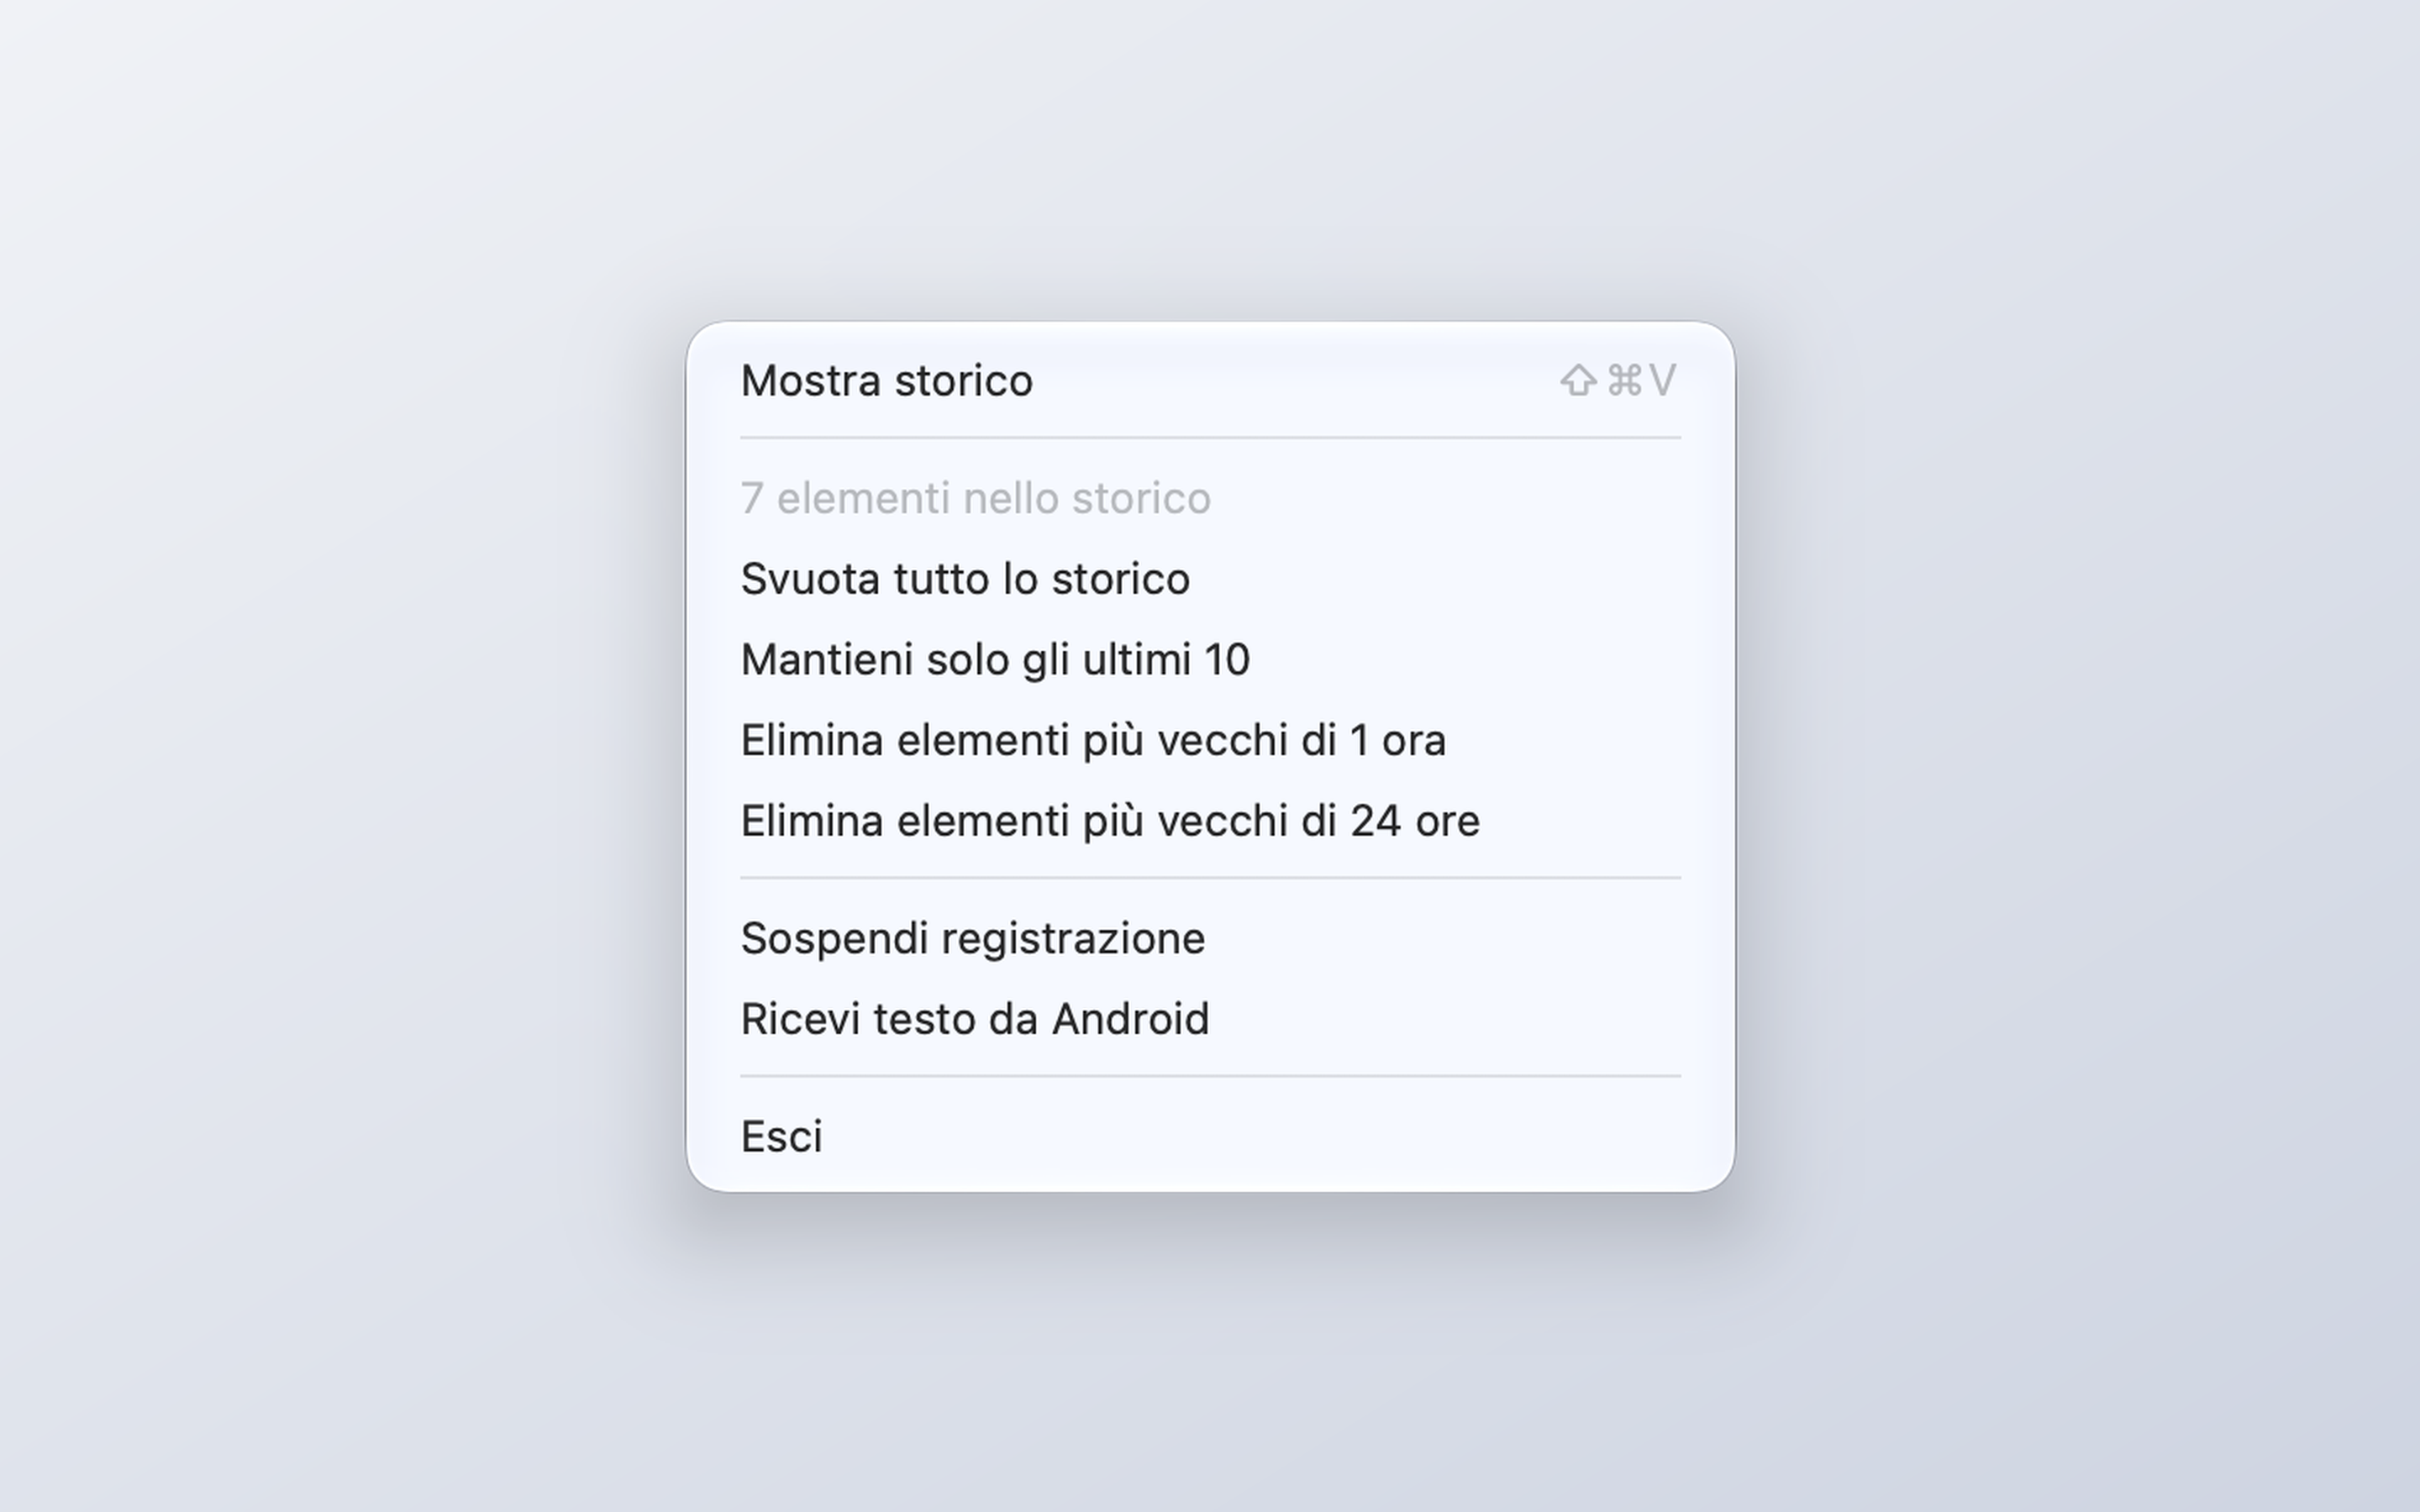 Mostra storico ⇧⌘V
7 elementi nello storico
Svuota tutto lo storico
Mantieni solo gli ultimi 10
Elimina elementi più vecchi di 1 ora
Elimina elementi più vecchi di 24 ore
Sospendi registrazione
Ricevi testo da Android
Esci